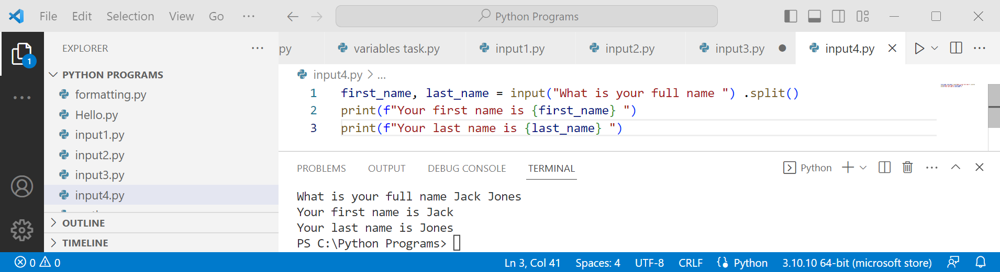 File Edit Selection View Go ... Python Programs
EXPLORER ...
py variables task.py input1.py input2.py input3.py input4.py ...
1
PYTHON PROGRAMS
formatting.py
Hello.py
input1.py
input2.py
input3.py
input4.py
OUTLINE
TIMELINE
input4.py > ...
1 first_name, last_name = input("What is your full name ") .split()
2 print(f"Your first name is {first_name} ")
3 print(f"Your last name is {last_name} ")
PROBLEMS OUTPUT DEBUG CONSOLE TERMINAL Python ...
What is your full name Jack Jones
Your first name is Jack
Your last name is Jones
PS C:\Python Programs>
0 0 Ln 3, Col 41 Spaces: 4 UTF-8 CRLF Python 3.10.10 64-bit (microsoft store)